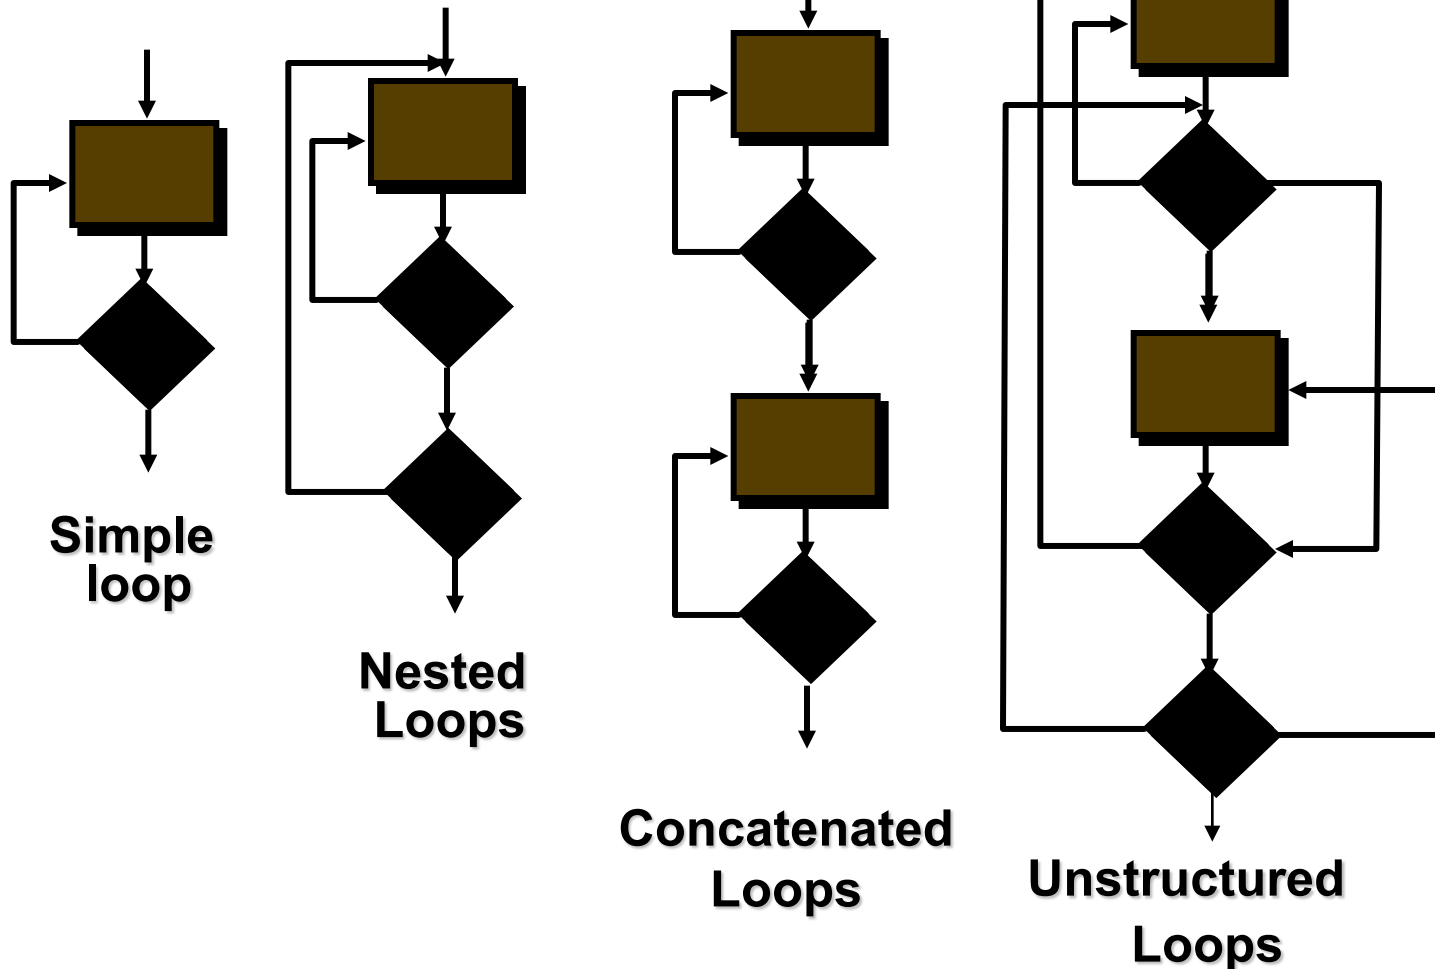 Simple
loop
Nested
Loops
Concatenated
Loops
Unstructured
Loops